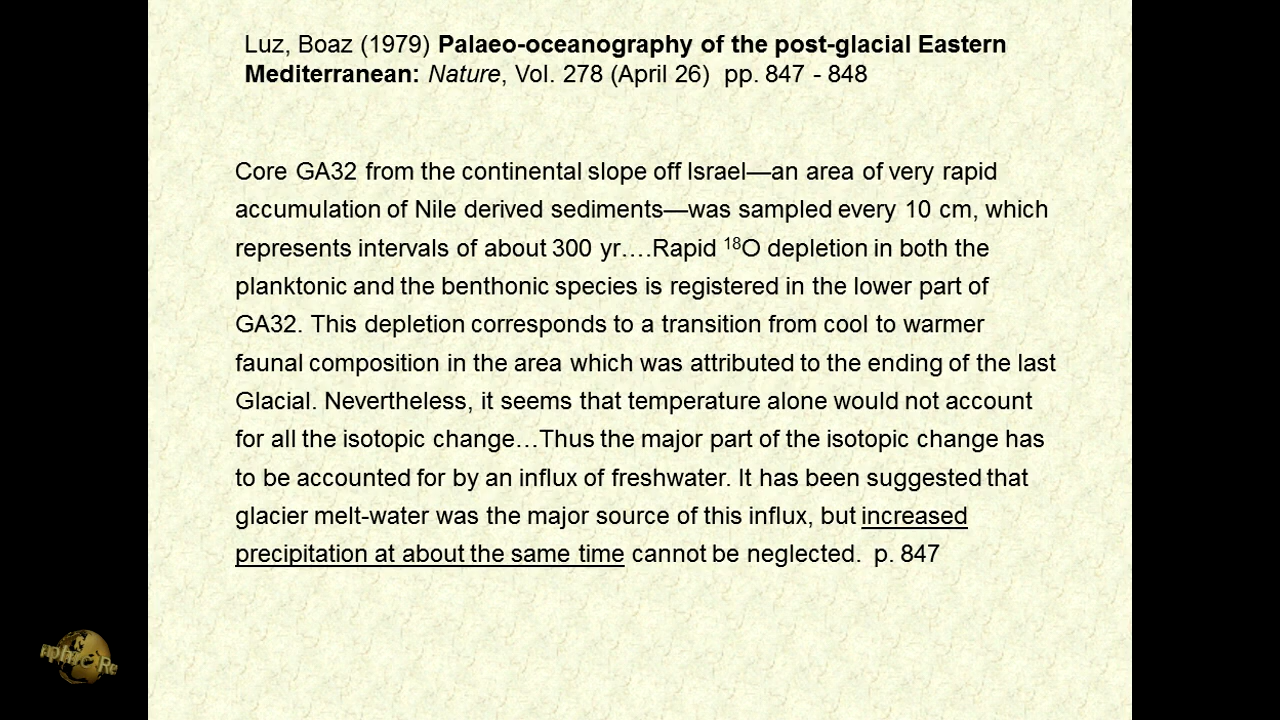 Luz, Boaz (1979) Palaeo-oceanography of the post-glacial Eastern
Mediterranean: Nature, Vol. 278 (April 26) pp. 847 - 848
Core GA32 from the continental slope off Israel—an area of very rapid
accumulation of Nile derived sediments—was sampled every 10 cm, which
represents intervals of about 300 yr.…Rapid ¹⁸O depletion in both the
planktonic and the benthonic species is registered in the lower part of
GA32. This depletion corresponds to a transition from cool to warmer
faunal composition in the area which was attributed to the ending of the last
Glacial. Nevertheless, it seems that temperature alone would not account
for all the isotopic change…Thus the major part of the isotopic change has
to be accounted for by an influx of freshwater. It has been suggested that
glacier melt-water was the major source of this influx, but increased
precipitation at about the same time cannot be neglected. p. 847